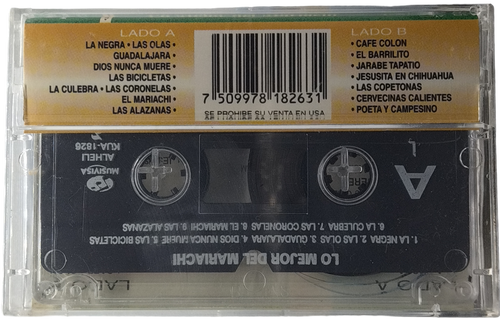 LADO A
LA NEGRA • LAS OLAS •
GUADALAJARA •
DIOS NUNCA MUERE •
LAS BICICLETAS •
LA CULEBRA • LAS CORONELAS •
EL MARIACHI •
LAS ALAZANAS •
7 509978 182631
SE PROHIBE SU VENTA EN USA
LADO B
• CAFE COLON
• EL BARRILITO
• JARABE TAPATIO
• JESUSITA EN CHIHUAHUA
• LAS COPETONAS
• CERVECINAS CALIENTES
• POETA Y CAMPESINO
A
MUSIVISA
ALHELI
KUA-1826
LO MEJOR DEL MARIACHI
1. LA NEGRA 2. LAS OLAS 3. GUADALAJARA 4. DIOS NUNCA MUERE 5. LAS BICICLETAS
6. LA CULEBRA 7. LAS CORONELAS 8. EL MARIACHI 9. LAS ALAZANAS
LADO A
LADO A